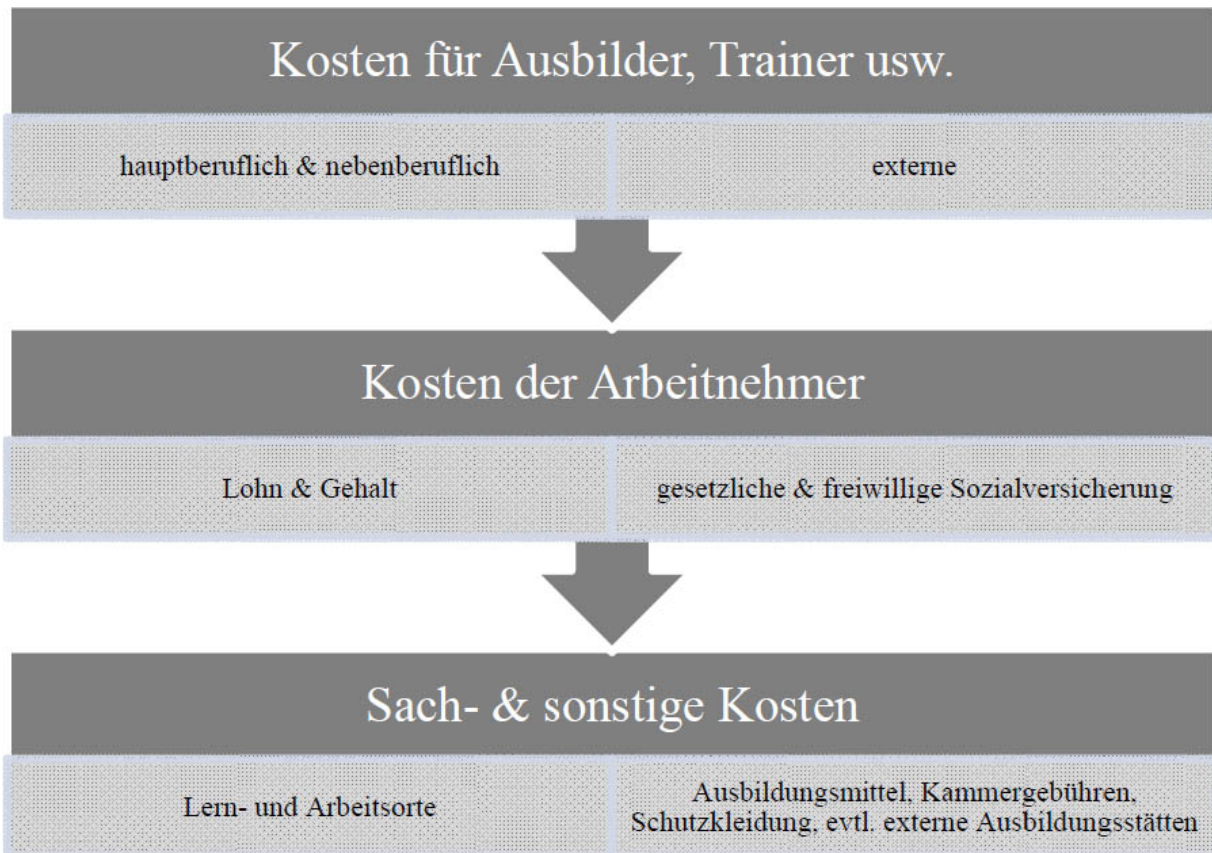 Kosten für Ausbilder, Trainer usw.
hauptberuflich & nebenberuflich
externe
Kosten der Arbeitnehmer
Lohn & Gehalt
gesetzliche & freiwillige Sozialversicherung
Sach- & sonstige Kosten
Lern- und Arbeitsorte
Ausbildungsmittel, Kammergebühren,
Schutzkleidung, evtl. externe Ausbildungsstätten